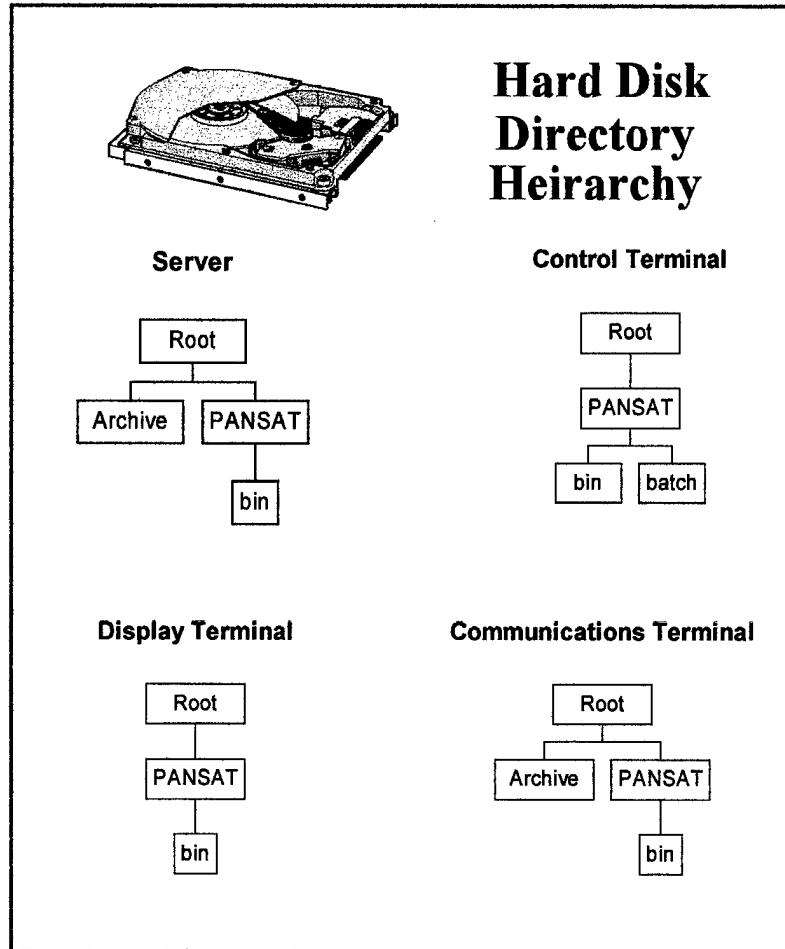 Hard Disk
Directory
Heirarchy
Server
Root
Archive PANSAT
bin
Control Terminal
Root
PANSAT
bin batch
Display Terminal
Root
PANSAT
bin
Communications Terminal
Root
Archive PANSAT
bin